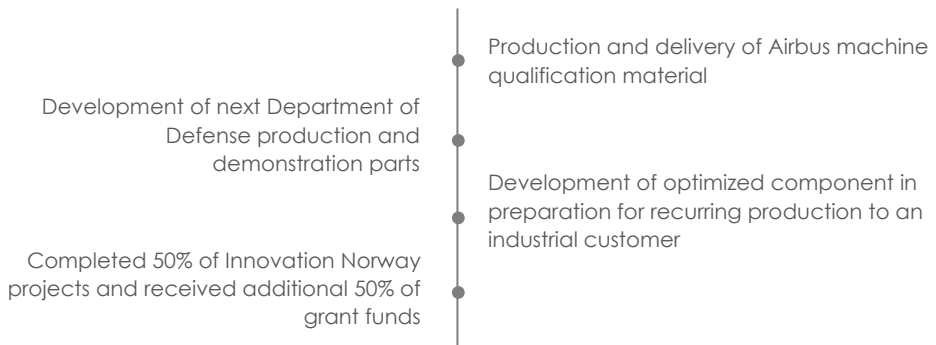 Production and delivery of Airbus machine
qualification material
Development of next Department of
Defense production and
demonstration parts
Development of optimized component in
preparation for recurring production to an
industrial customer
Completed 50% of Innovation Norway
projects and received additional 50% of
grant funds